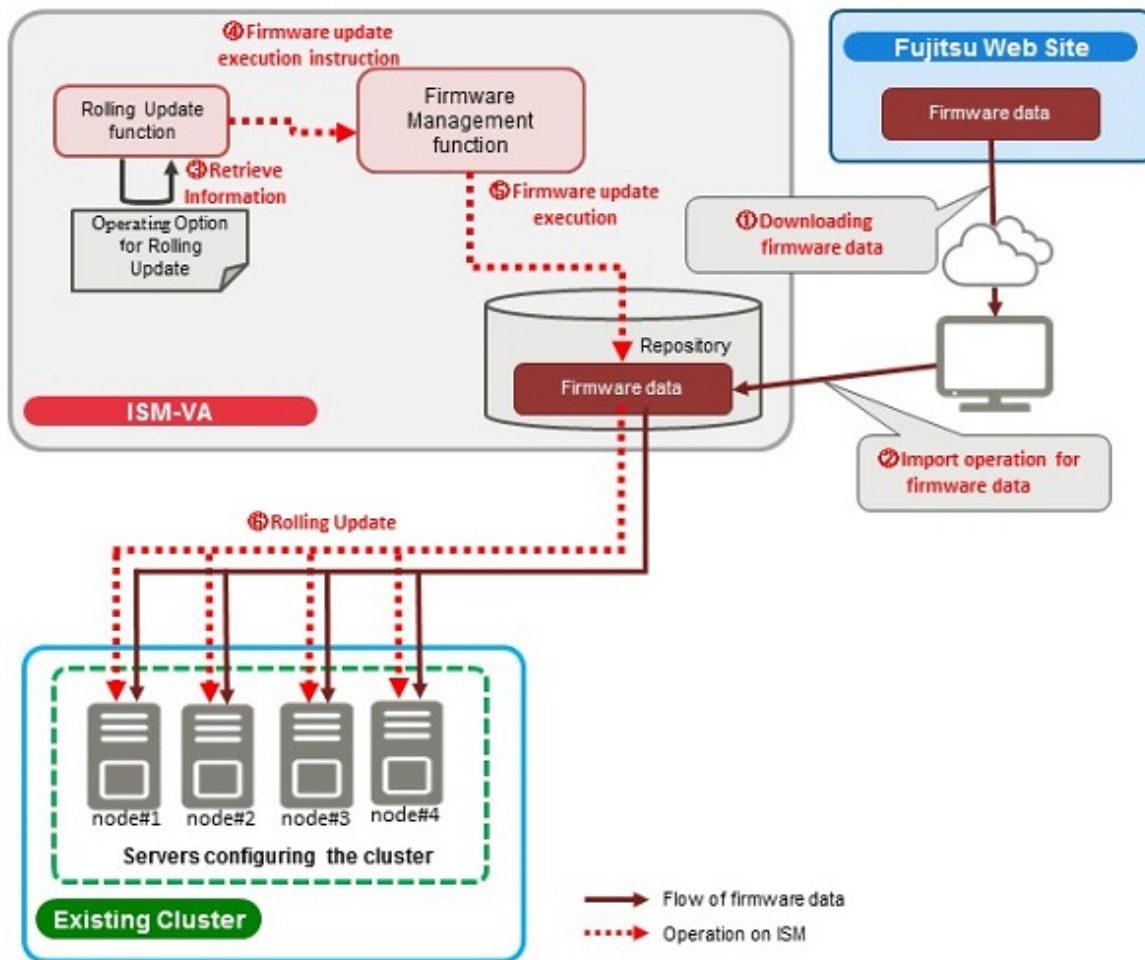 ④Firmware update
execution instruction
Fujitsu Web Site
Firmware data
Rolling Update
function
Firmware
Management
function
③Retrieve
Information
Operating Option
for Rolling
Update
⑤Firmware update
execution
①Downloading
firmware data
Repository
Firmware data
ISM-VA
②Import operation for
firmware data
⑥Rolling Update
node#1
node#2
node#3
node#4
Servers configuring the cluster
Existing Cluster
Flow of firmware data
Operation on ISM